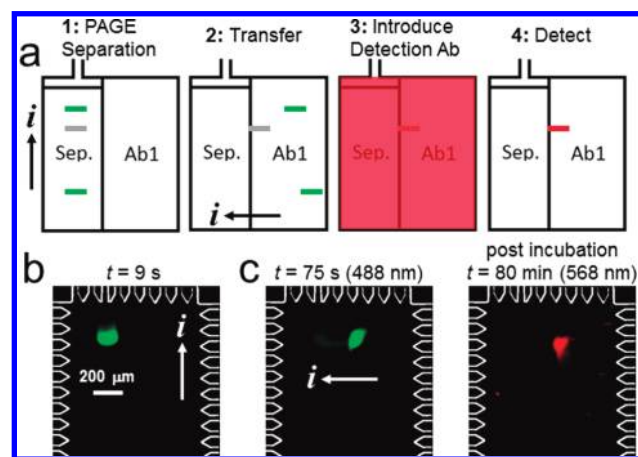 a
1: PAGE
Separation
2: Transfer
3: Introduce
Detection Ab
4: Detect
i
Sep.
Ab1
Sep.
Ab1
i
Sep.
Ab1
Sep.
Ab1
b
t = 9 s
i
200 μm
c
t = 75 s (488 nm)
i
post incubation
t = 80 min (568 nm)